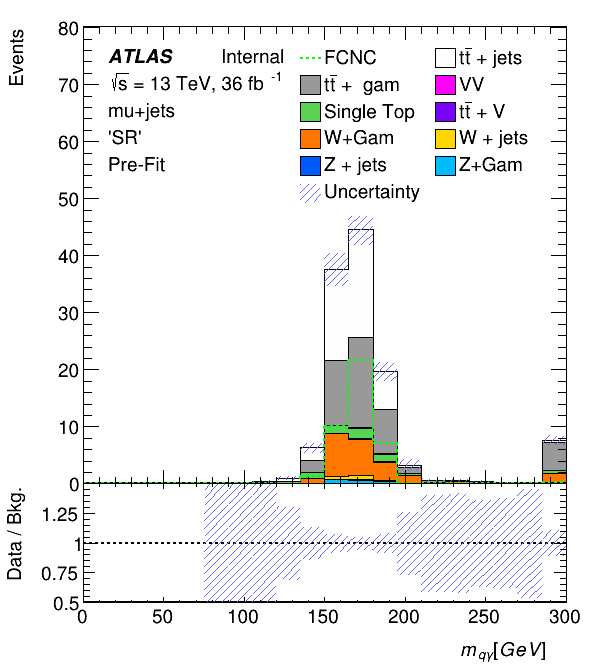 Events
80
70
60
50
40
30
20
10
0
ATLAS Internal
√s = 13 TeV, 36 fb⁻¹
mu+jets
'SR'
Pre-Fit
FCNC
tt̄ + gam
Single Top
W+Gam
Z + jets
Uncertainty
tt̄ + jets
VV
tt̄ + V
W + jets
Z+Gam
Data / Bkg.
1.25
1
0.75
0.5
0 50 100 150 200 250 300
m_qγ[GeV]